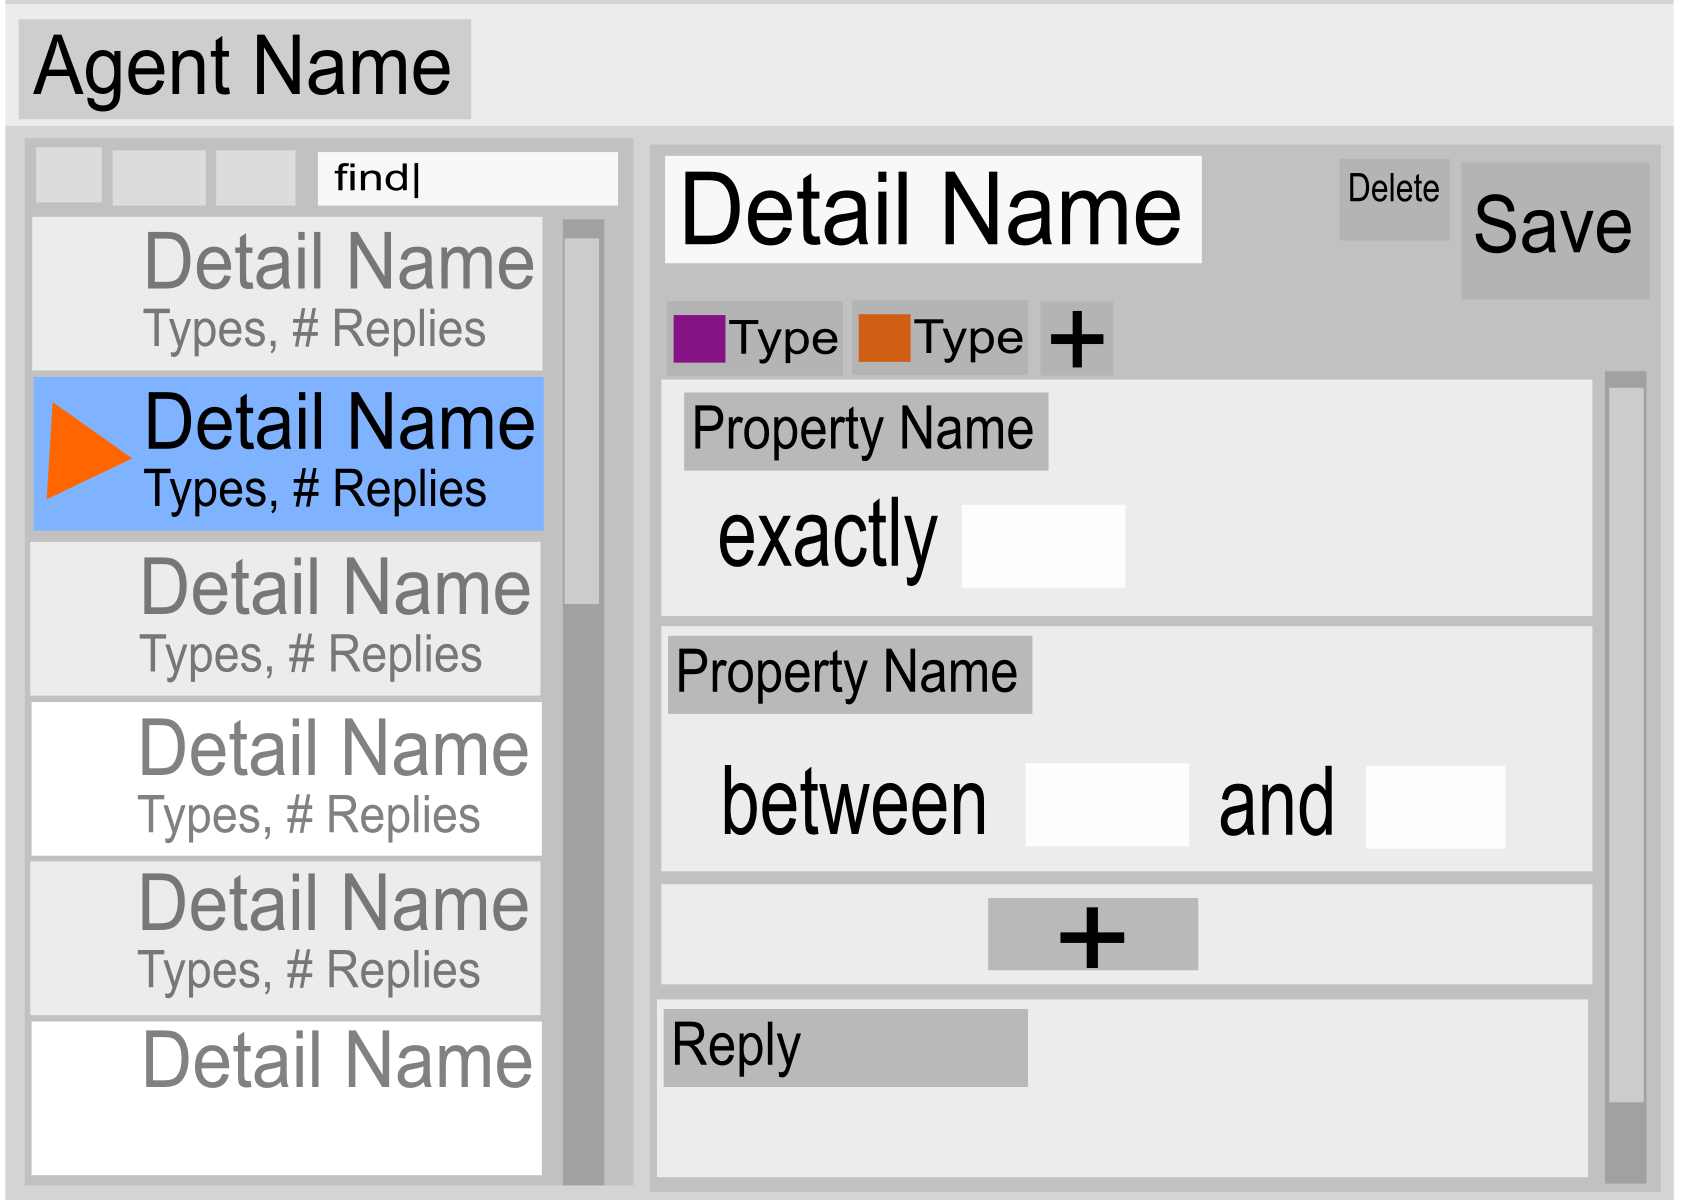 Agent Name
find|
Detail Name
Types, # Replies
Detail Name
Types, # Replies
Detail Name
Types, # Replies
Detail Name
Types, # Replies
Detail Name
Types, # Replies
Detail Name
Detail Name
Delete
Save
Type
Type
+
Property Name
exactly
Property Name
between and
+
Reply